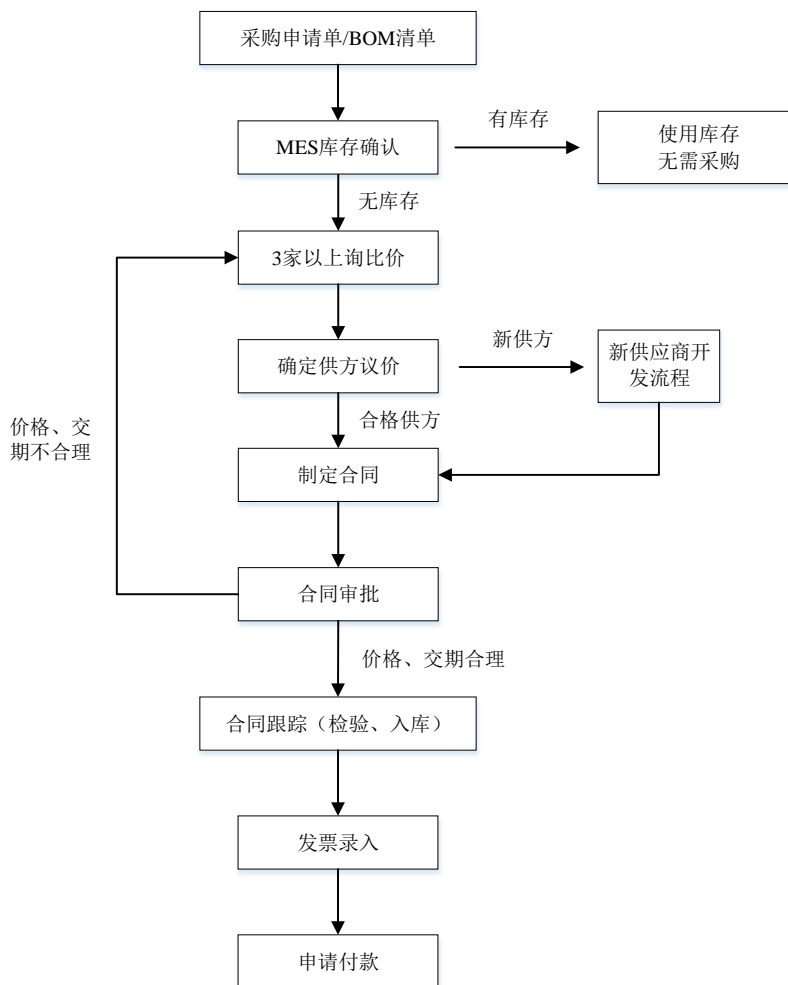 采购申请单/BOM清单
有库存
MES库存确认
使用库存
无需采购
无库存
3家以上询比价
新供方
确定供方议价
新供应商开
发流程
合格供方
价格、交
期不合理
制定合同
合同审批
价格、交期合理
合同跟踪（检验、入库）
发票录入
申请付款